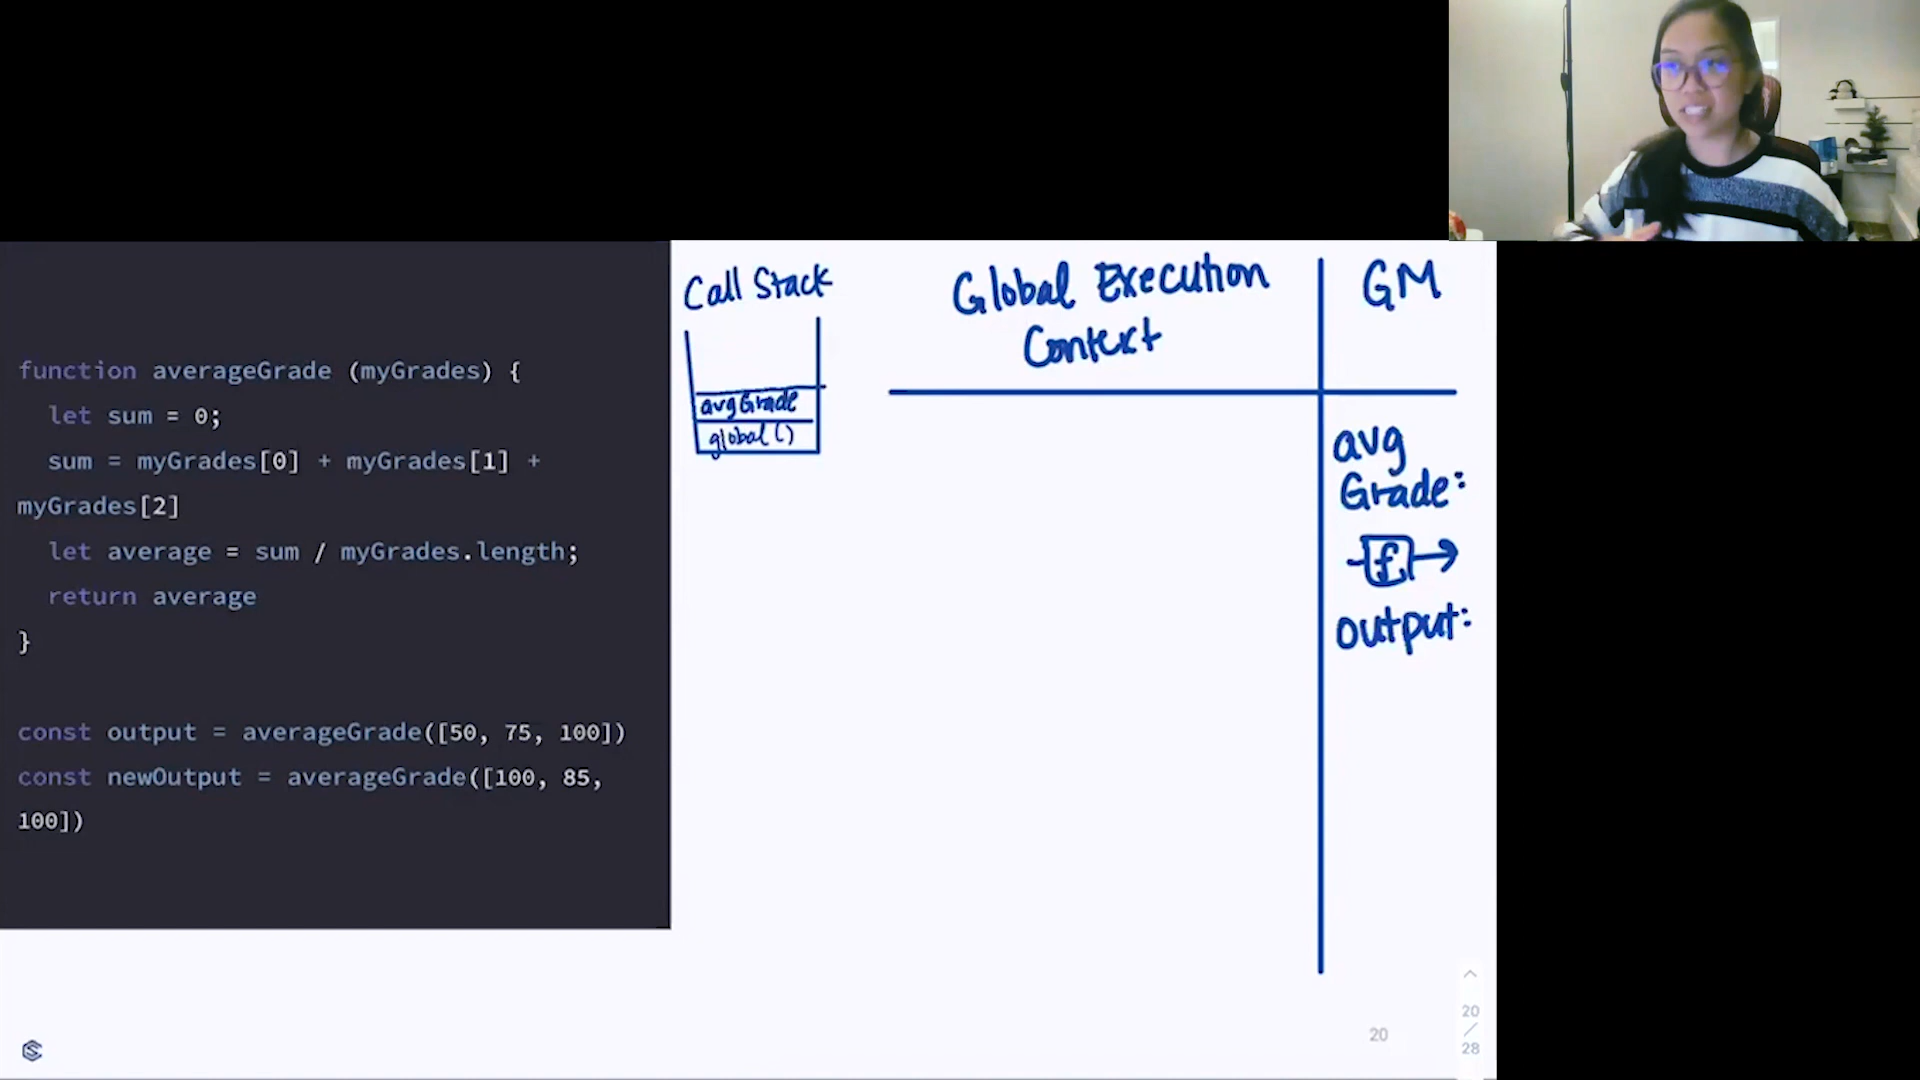 function averageGrade (myGrades) {
let sum = 0;
sum = myGrades[0] + myGrades[1] +
myGrades[2]
let average = sum / myGrades.length;
return average
}
const output = averageGrade([50, 75, 100])
const newOutput = averageGrade([100, 85,
100])
Call Stack
avgGrade
global()
Global Execution
Context
GM
avg
Grade:
f
output:
20
20
/
28